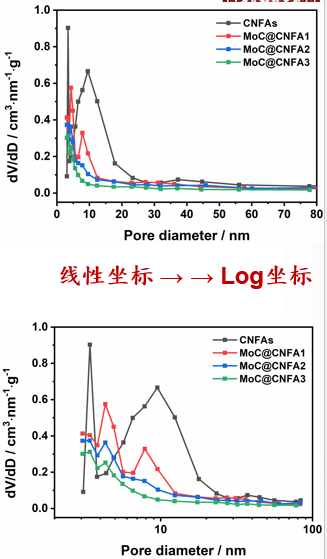 1.0
0.8
0.6
0.4
0.2
0.0
dV/dD / cm³·nm⁻¹·g⁻¹
CNFAs
MoC@CNFA1
MoC@CNFA2
MoC@CNFA3
0 10 20 30 40 50 60 70 80
Pore diameter / nm
线性坐标 → → Log坐标
1.0
0.8
0.6
0.4
0.2
0.0
dV/dD / cm³·nm⁻¹·g⁻¹
CNFAs
MoC@CNFA1
MoC@CNFA2
MoC@CNFA3
10 100
Pore diameter / nm